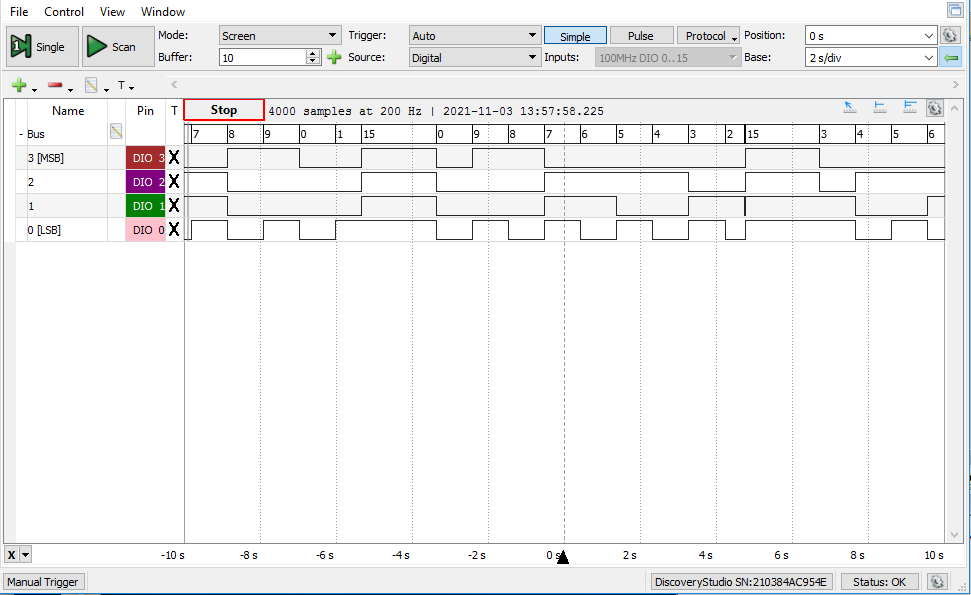 File Control View Window
Single Scan Mode: Screen Trigger: Auto Simple Pulse Protocol Position: 0 s
Buffer: 10 Source: Digital Inputs: 100MHz DIO 0..15 Base: 2 s/div
T
Name Pin T Stop 4000 samples at 200 Hz | 2021-11-03 13:57:58.225
- Bus 7 8 9 0 1 15 0 9 8 7 6 5 4 3 2 15 3 4 5 6
3 [MSB] DIO 3 X
2 DIO 2 X
1 DIO 1 X
0 [LSB] DIO 0 X
X -10 s -8 s -6 s -4 s -2 s 0 s 2 s 4 s 6 s 8 s 10 s
Manual Trigger DiscoveryStudio SN:210384AC954E Status: OK